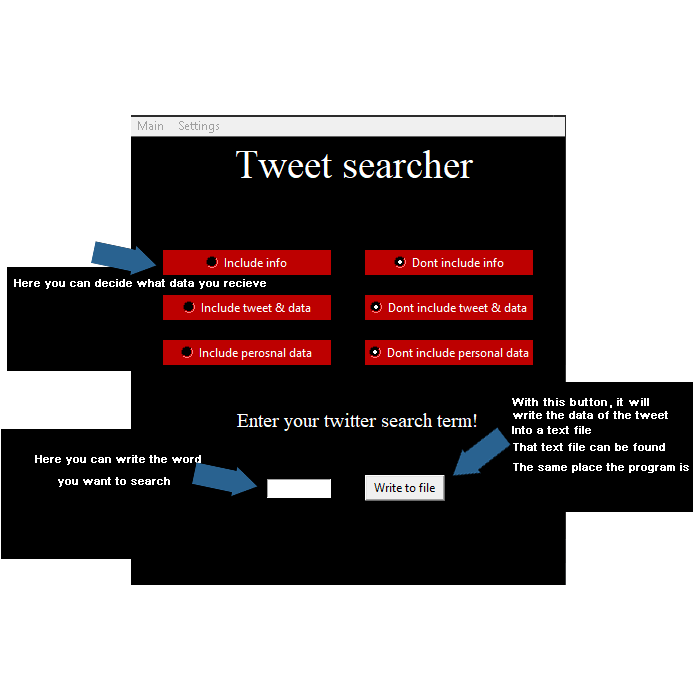 Main Settings
Tweet searcher
Include info
Dont include info
Here you can decide what data you recieve
Include tweet & data
Dont include tweet & data
Include perosnal data
Dont include personal data
Enter your twitter search term!
With this button, it will
write the data of the tweet
Into a text file
That text file can be found
The same place the program is
Here you can write the word
you want to search
Write to file